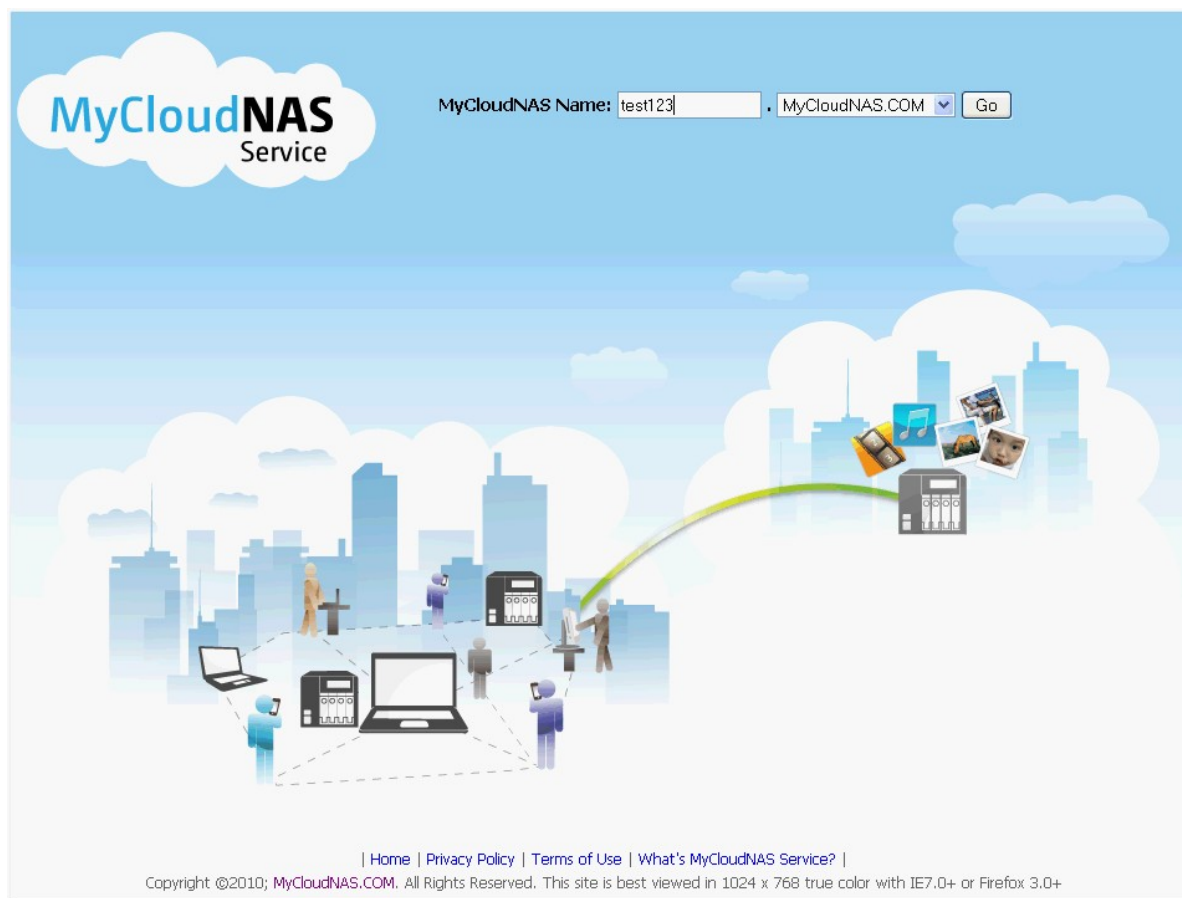 MyCloudNAS
Service
MyCloudNAS Name: test123 . MyCloudNAS.COM Go
| Home | Privacy Policy | Terms of Use | What's MyCloudNAS Service? |
Copyright ©2010; MyCloudNAS.COM. All Rights Reserved. This site is best viewed in 1024 x 768 true color with IE7.0+ or Firefox 3.0+